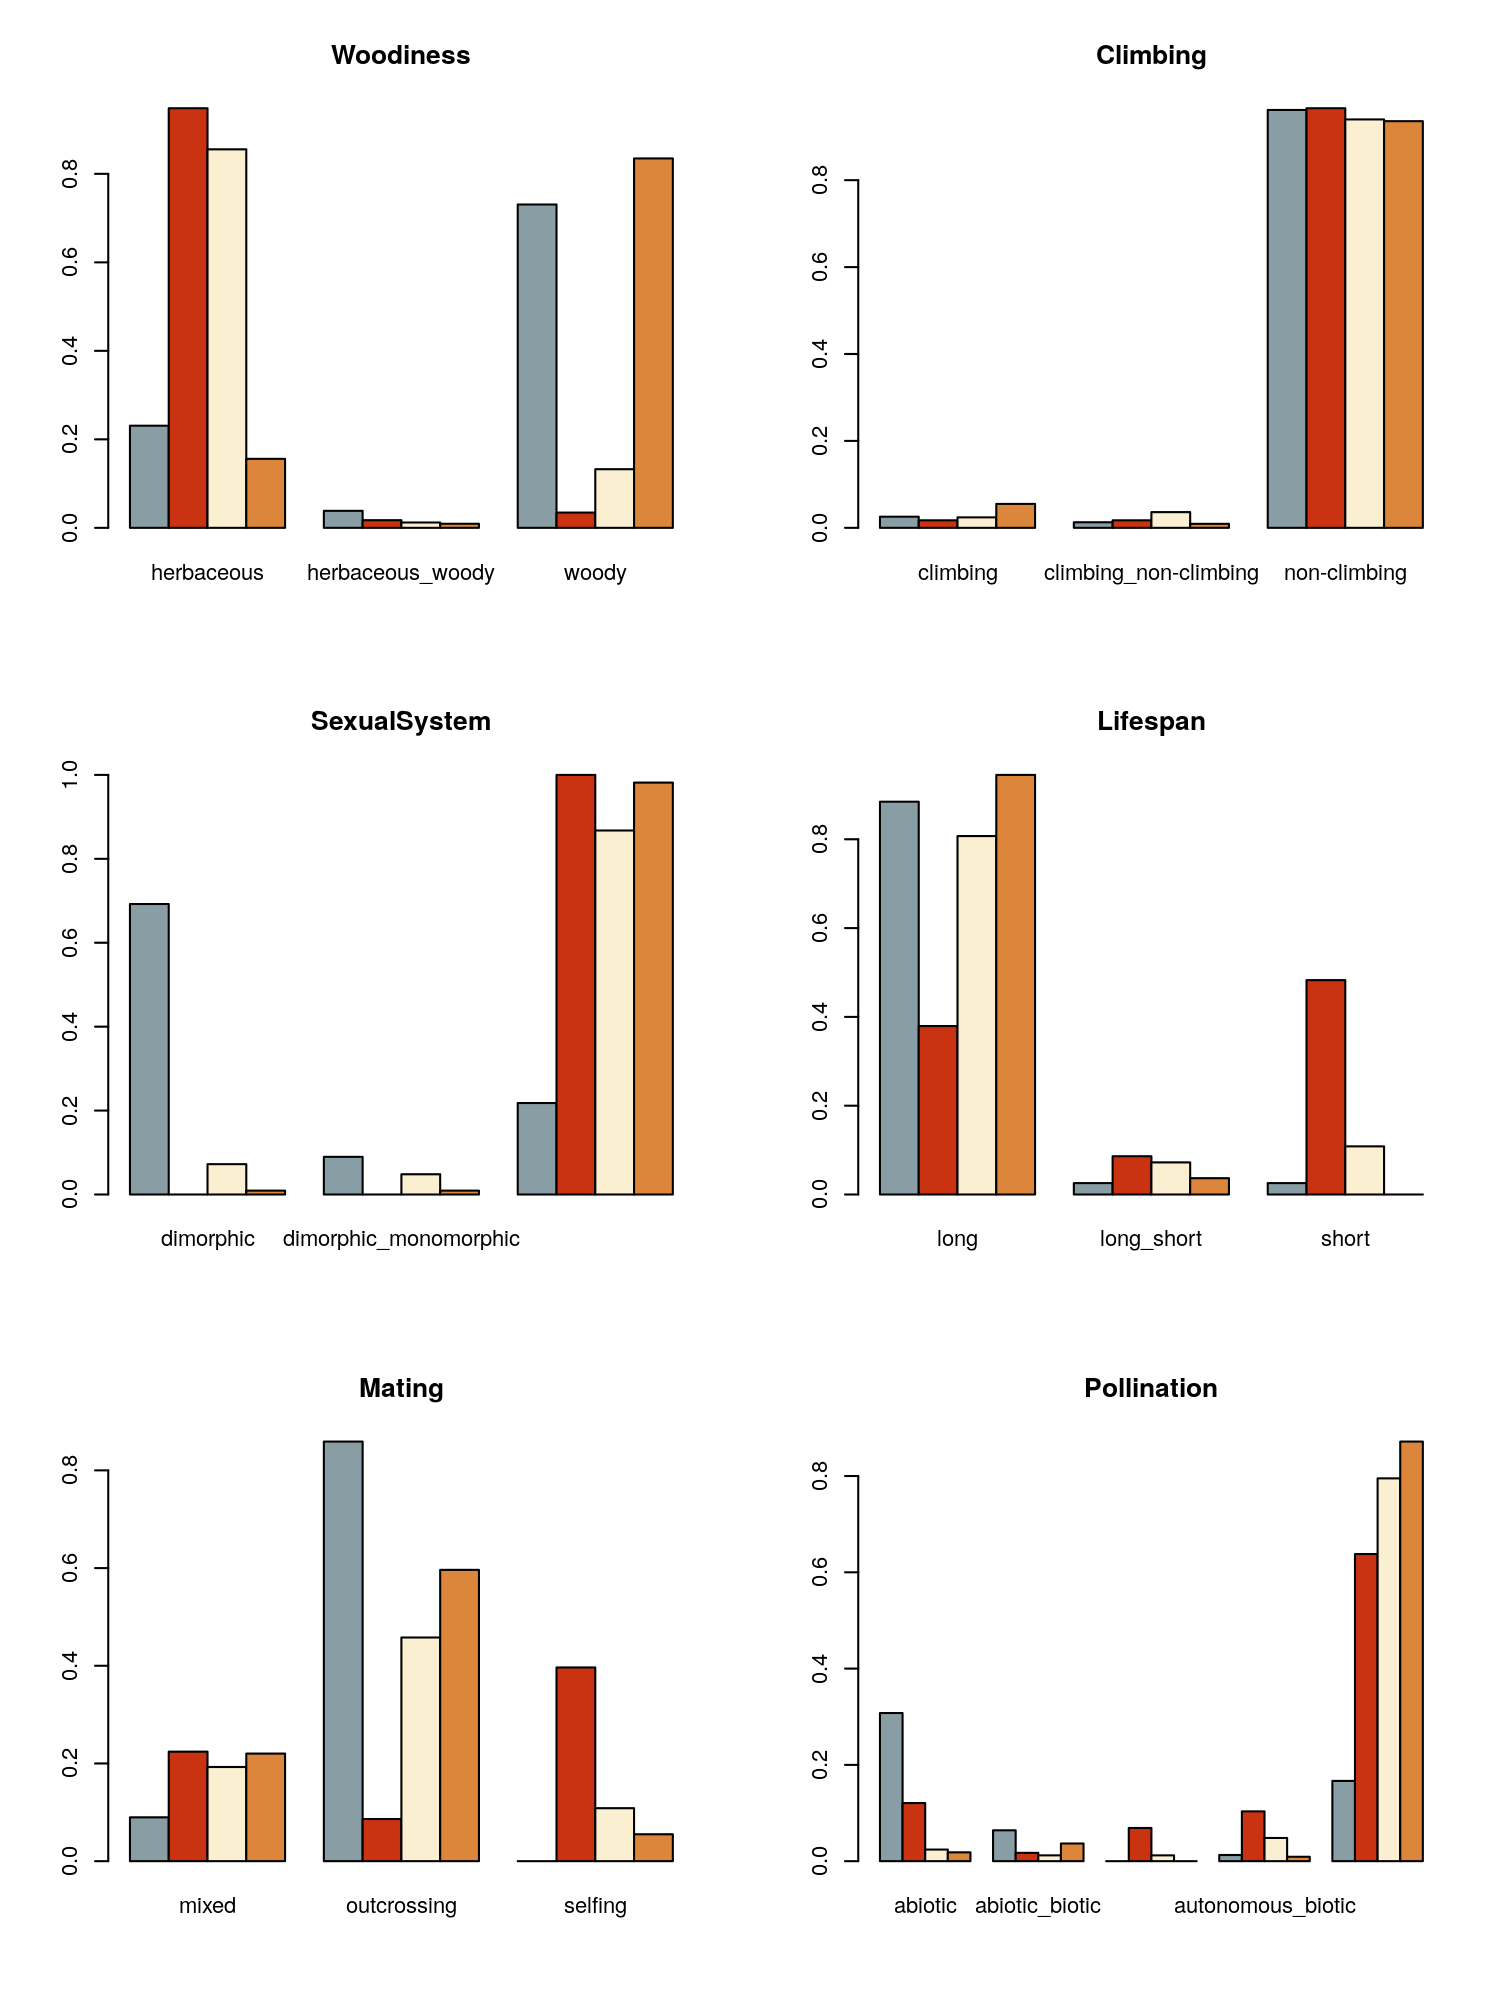 Woodiness
0.0 0.2 0.4 0.6 0.8
herbaceous herbaceous_woody woody
Climbing
0.0 0.2 0.4 0.6 0.8
climbing climbing_non-climbing non-climbing
SexualSystem
0.0 0.2 0.4 0.6 0.8 1.0
dimorphic dimorphic_monomorphic
Lifespan
0.0 0.2 0.4 0.6 0.8
long long_short short
Mating
0.0 0.2 0.4 0.6 0.8
mixed outcrossing selfing
Pollination
0.0 0.2 0.4 0.6 0.8
abiotic abiotic_biotic autonomous_biotic